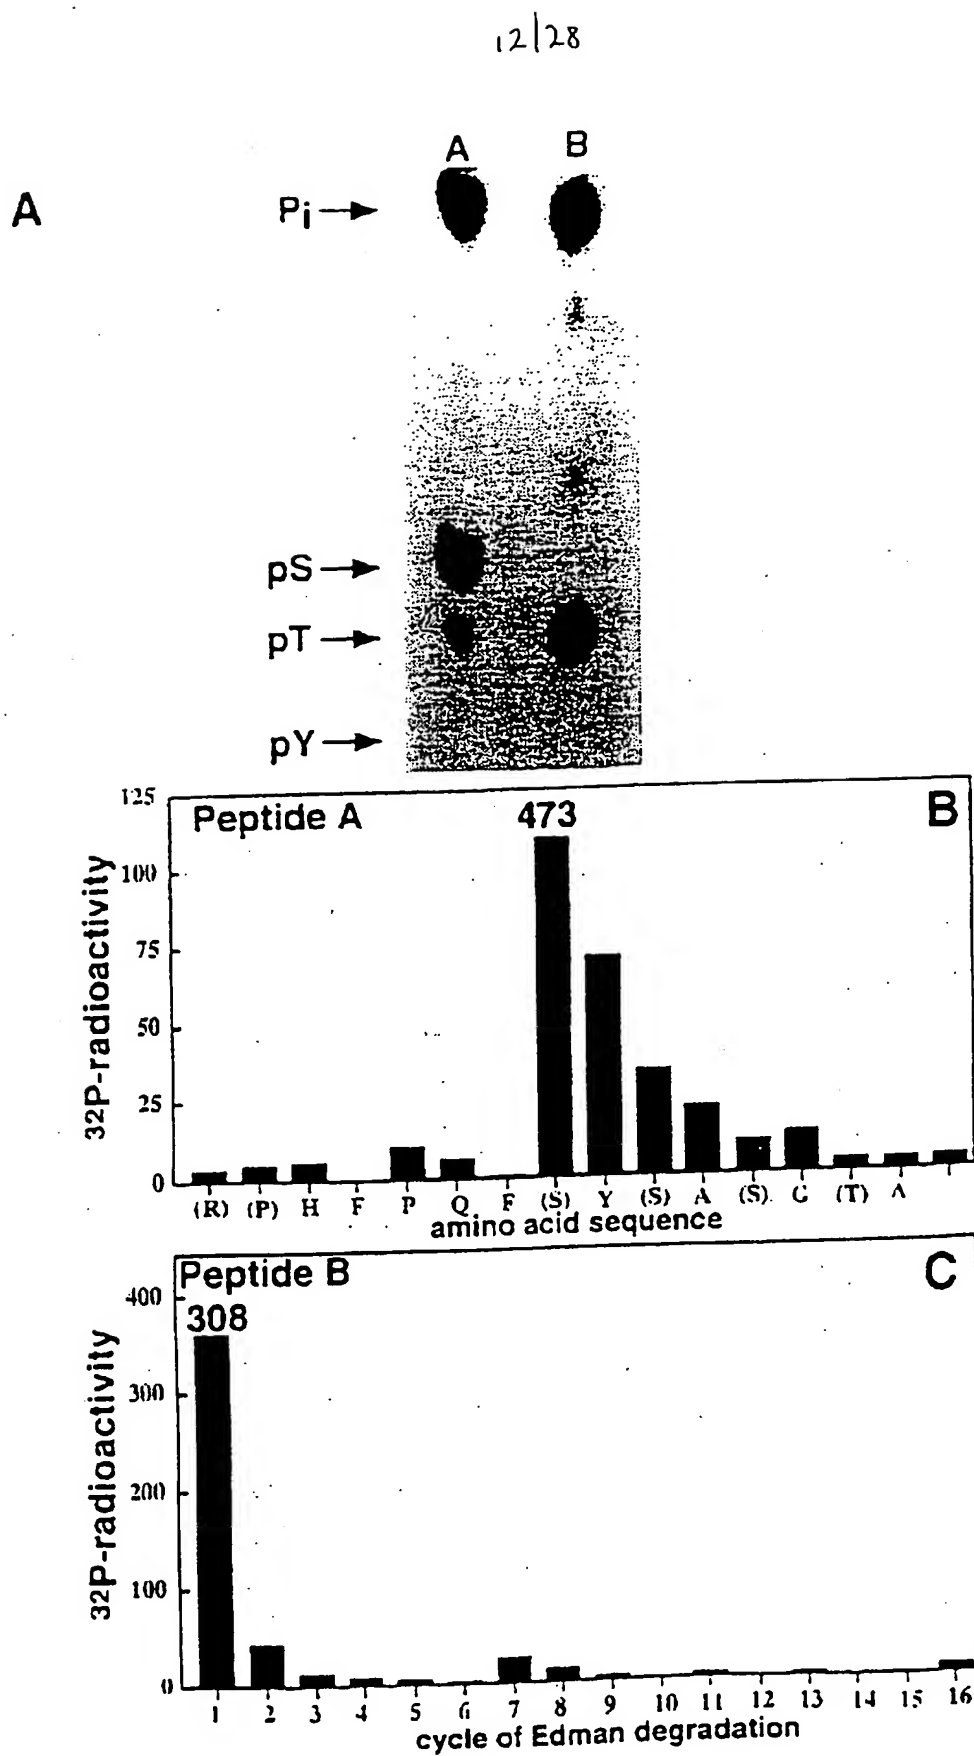 12/28
A B
A
Pi
pS
pT
pY
Peptide A 473 B
125
100
75
50
25
0
32P-radioactivity
(R) (P) H F P Q F (S) Y (S) A (S) G (T) A
amino acid sequence
Peptide B C
308
400
300
200
100
0
32P-radioactivity
1 2 3 4 5 6 7 8 9 10 11 12 13 14 15 16
cycle of Edman degradation